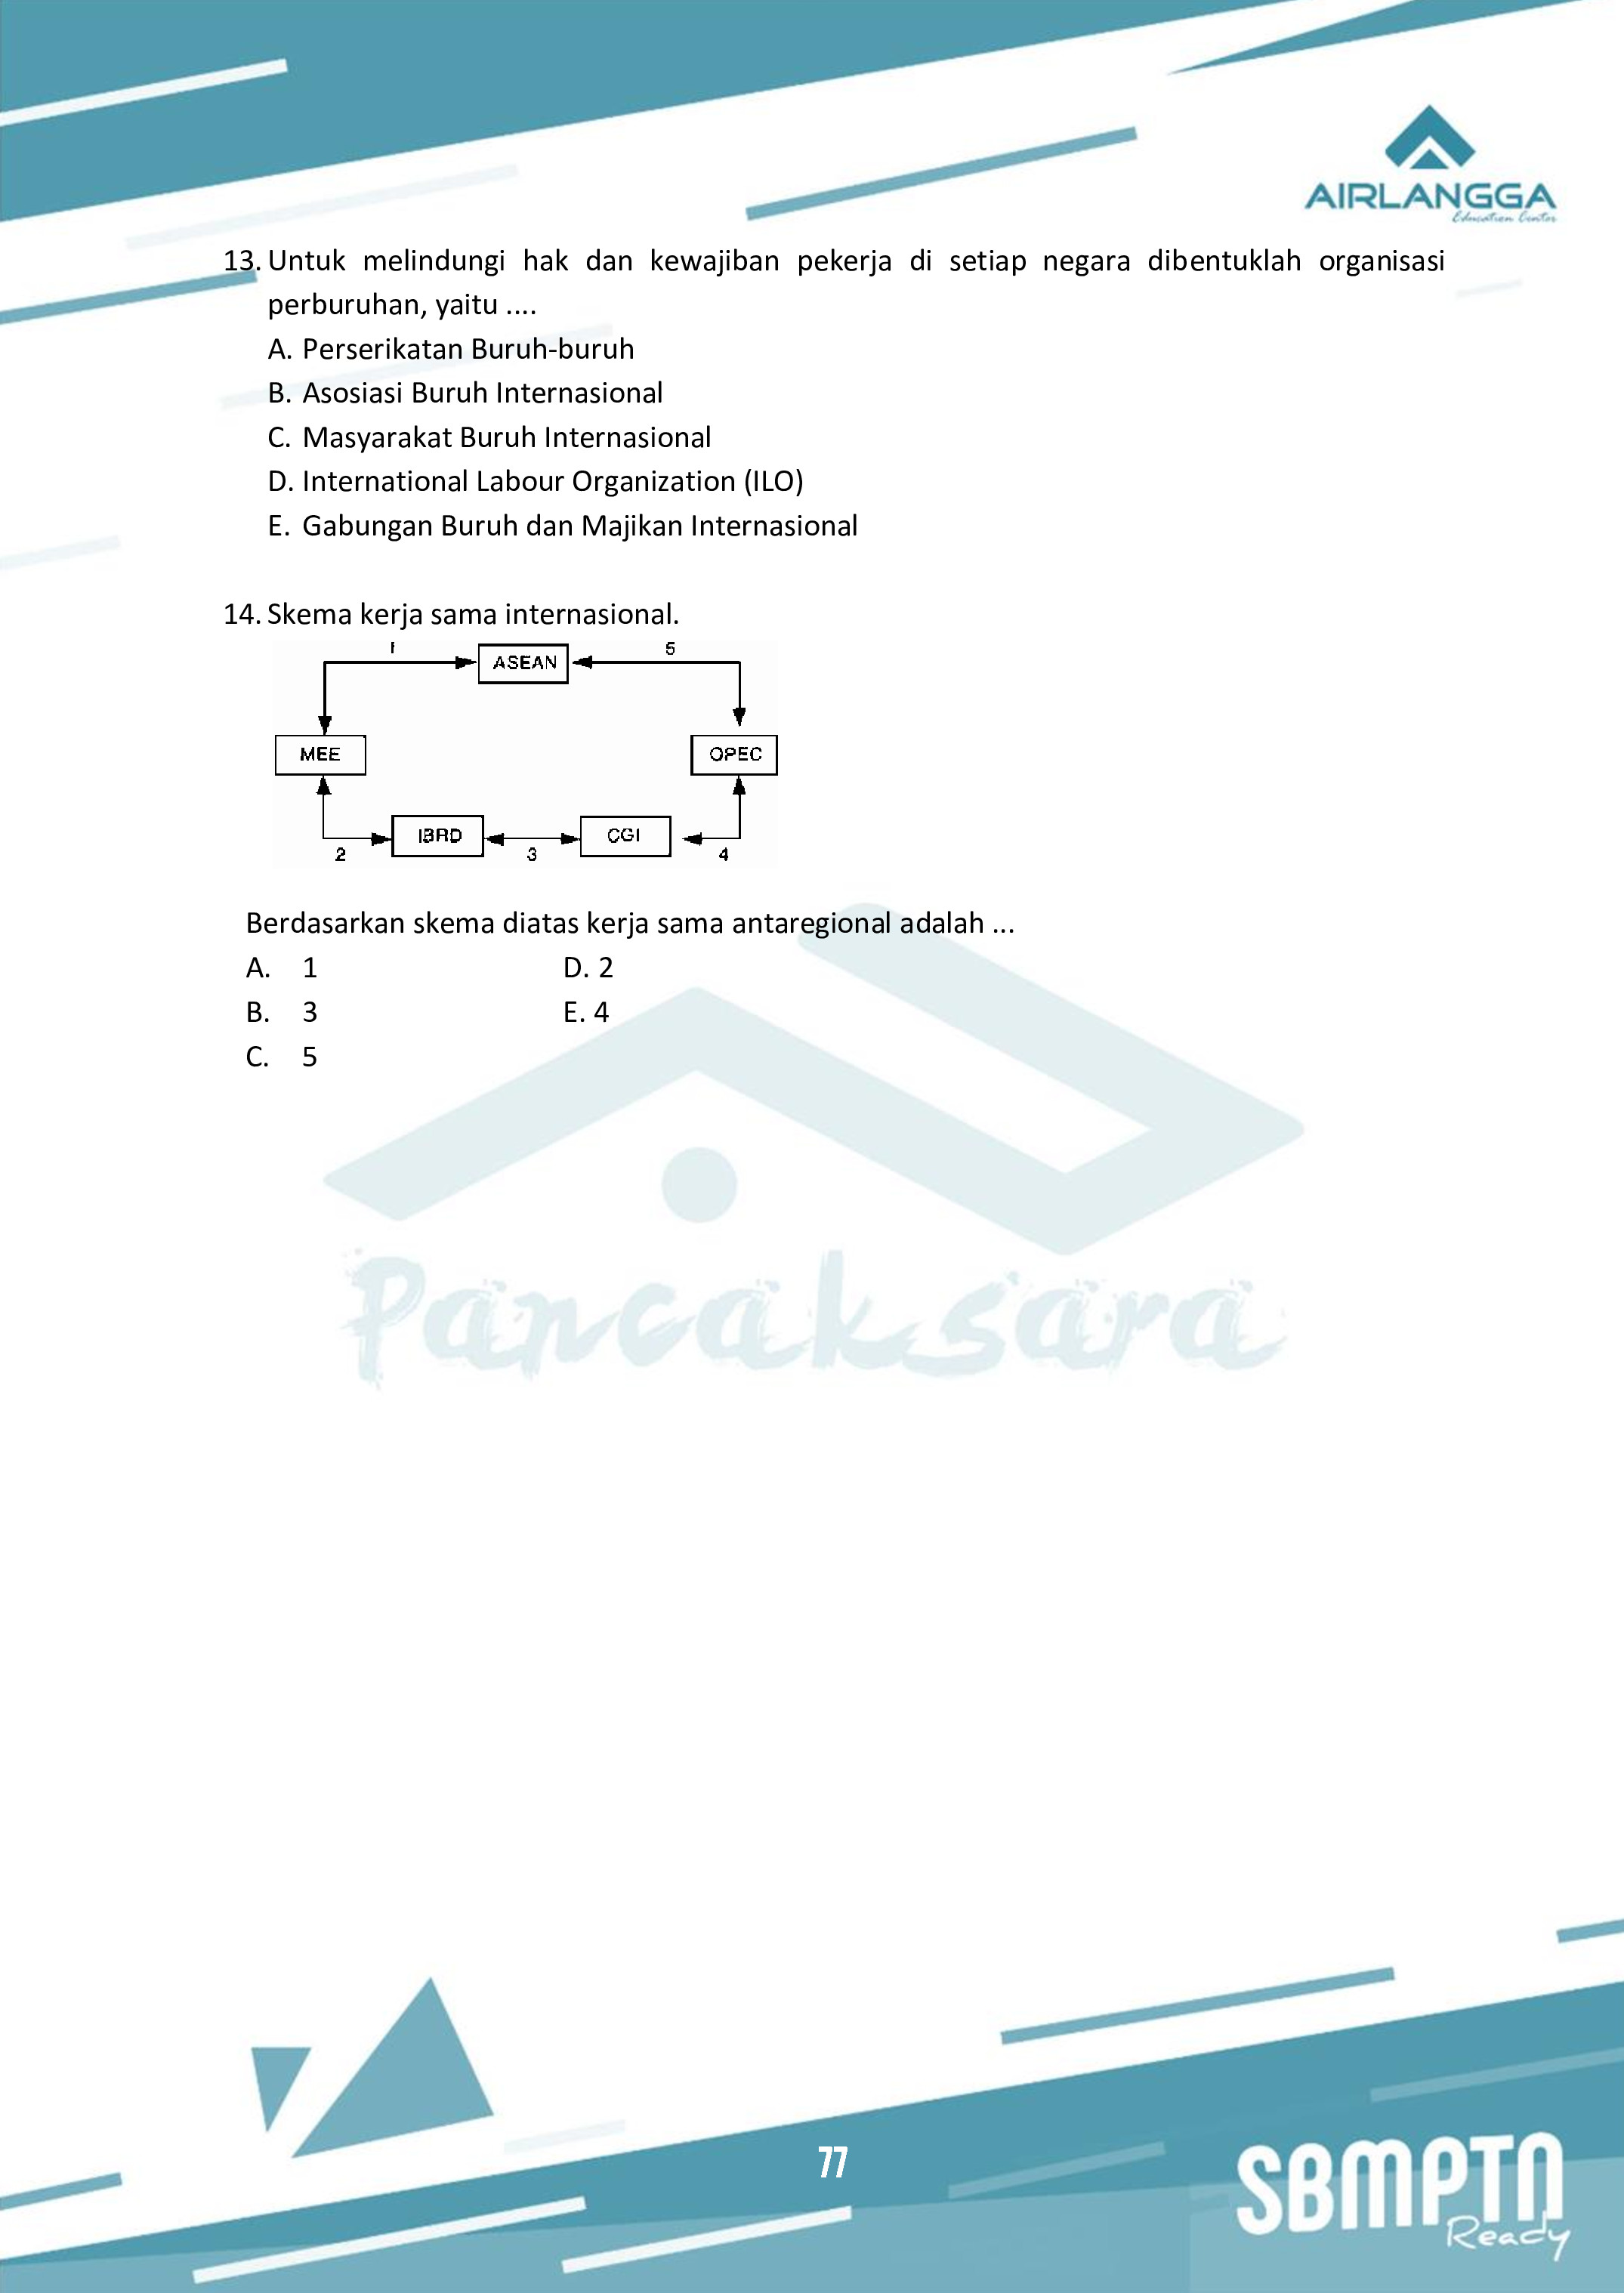 AIRLANGGA
Education Center
13. Untuk melindungi hak dan kewajiban pekerja di setiap negara dibentuklah organisasi
perburuhan, yaitu ....
A. Perserikatan Buruh-buruh
B. Asosiasi Buruh Internasional
C. Masyarakat Buruh Internasional
D. International Labour Organization (ILO)
E. Gabungan Buruh dan Majikan Internasional
14. Skema kerja sama internasional.
1 5
ASEAN
MEE OPEC
IBRD CGI
2 3 4
Berdasarkan skema diatas kerja sama antaregional adalah ...
A. 1 D. 2
B. 3 E. 4
C. 5
Pancaksara
77
SBMPTN
Ready